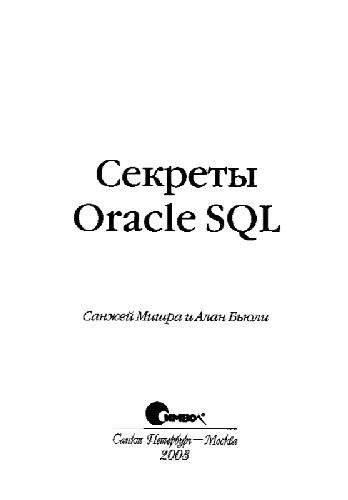 Секреты
Oracle SQL
Санжей Мишра и Алан Бьюли
Символ
Санкт-Петербург — Москва
2003